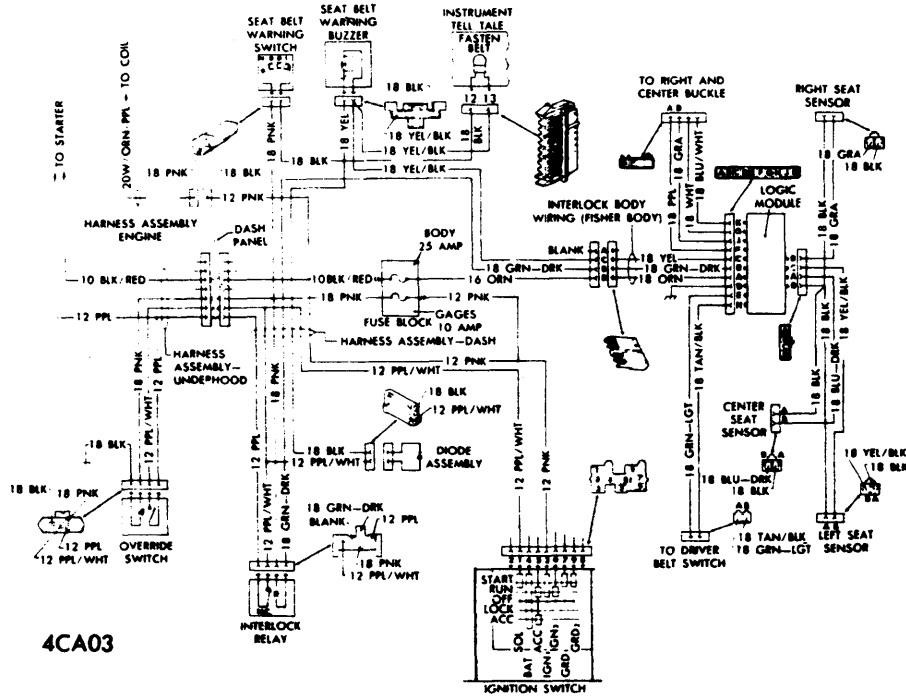 SEAT BELT
WARNING
SWITCH
SEAT BELT
WARNING
BUZZER
INSTRUMENT
TELL TALE
FASTEN
BELT
18 BLK
12 13
TO RIGHT AND
CENTER BUCKLE
A B
RIGHT SEAT
SENSOR
TO STARTER
20W/ORN-PPL - TO COIL
18 PNK
18 YEL
18 YEL/BLK
18 YEL/BLK
18 BLK
18 GRA
18 BLK
18 BLK
18 YEL/BLK
18 PNK
18 BLK
12 PNK
18 PPL
18 GRA
18 WHT
18 BLU/WHT
LOGIC
MODULE
HARNESS ASSEMBLY
ENGINE
DASH
PANEL
INTERLOCK BODY
WIRING (FISHER BODY)
18 BLK
18 GRA
BODY
25 AMP
BLANK
18 YEL
18 GRN-DRK
18 GRN-DRK
18 ORN
10 BLK/RED
10BLK/RED
16 ORN
18 PNK
12 PNK
12 PPL
FUSE BLOCK
GAGES
10 AMP
HARNESS ASSEMBLY-DASH
HARNESS
ASSEMBLY-
UNDERHOOD
12 PNK
12 PPL/WHT
18 PNK
18 TAN/BLK
18 BLK
18 YEL/BLK
18 BLK
18 BLU-DRK
18 PNK
12 PPL
12 PPL/WHT
18 BLK
12 PPL/WHT
CENTER
SEAT
SENSOR
A
B
18 BLK
12 PPL
18 BLK
12 PPL/WHT
DIODE
ASSEMBLY
12 PPL/WHT
12 PNK
18 GRN-LGT
B A
18 BLU-DRK
18 BLK
18 YEL/BLK
18 BLK
BA
18 BLK
18 PNK
12 PPL/WHT
18 GRN-DRK
18 GRN-DRK
BLANK
12 PPL
18 PNK
12 PPL/WHT
12 PPL
12 PPL/WHT
OVERRIDE
SWITCH
A B
TO DRIVER
BELT SWITCH
18 TAN/BLK
18 GRN-LGT
A B
LEFT SEAT
SENSOR
INTERLOCK
RELAY
START
RUN
OFF
LOCK
ACC
SOL
BAT
ACC
IGN1
IGN3
GRD1
GRD2
IGNITION SWITCH
4CA03